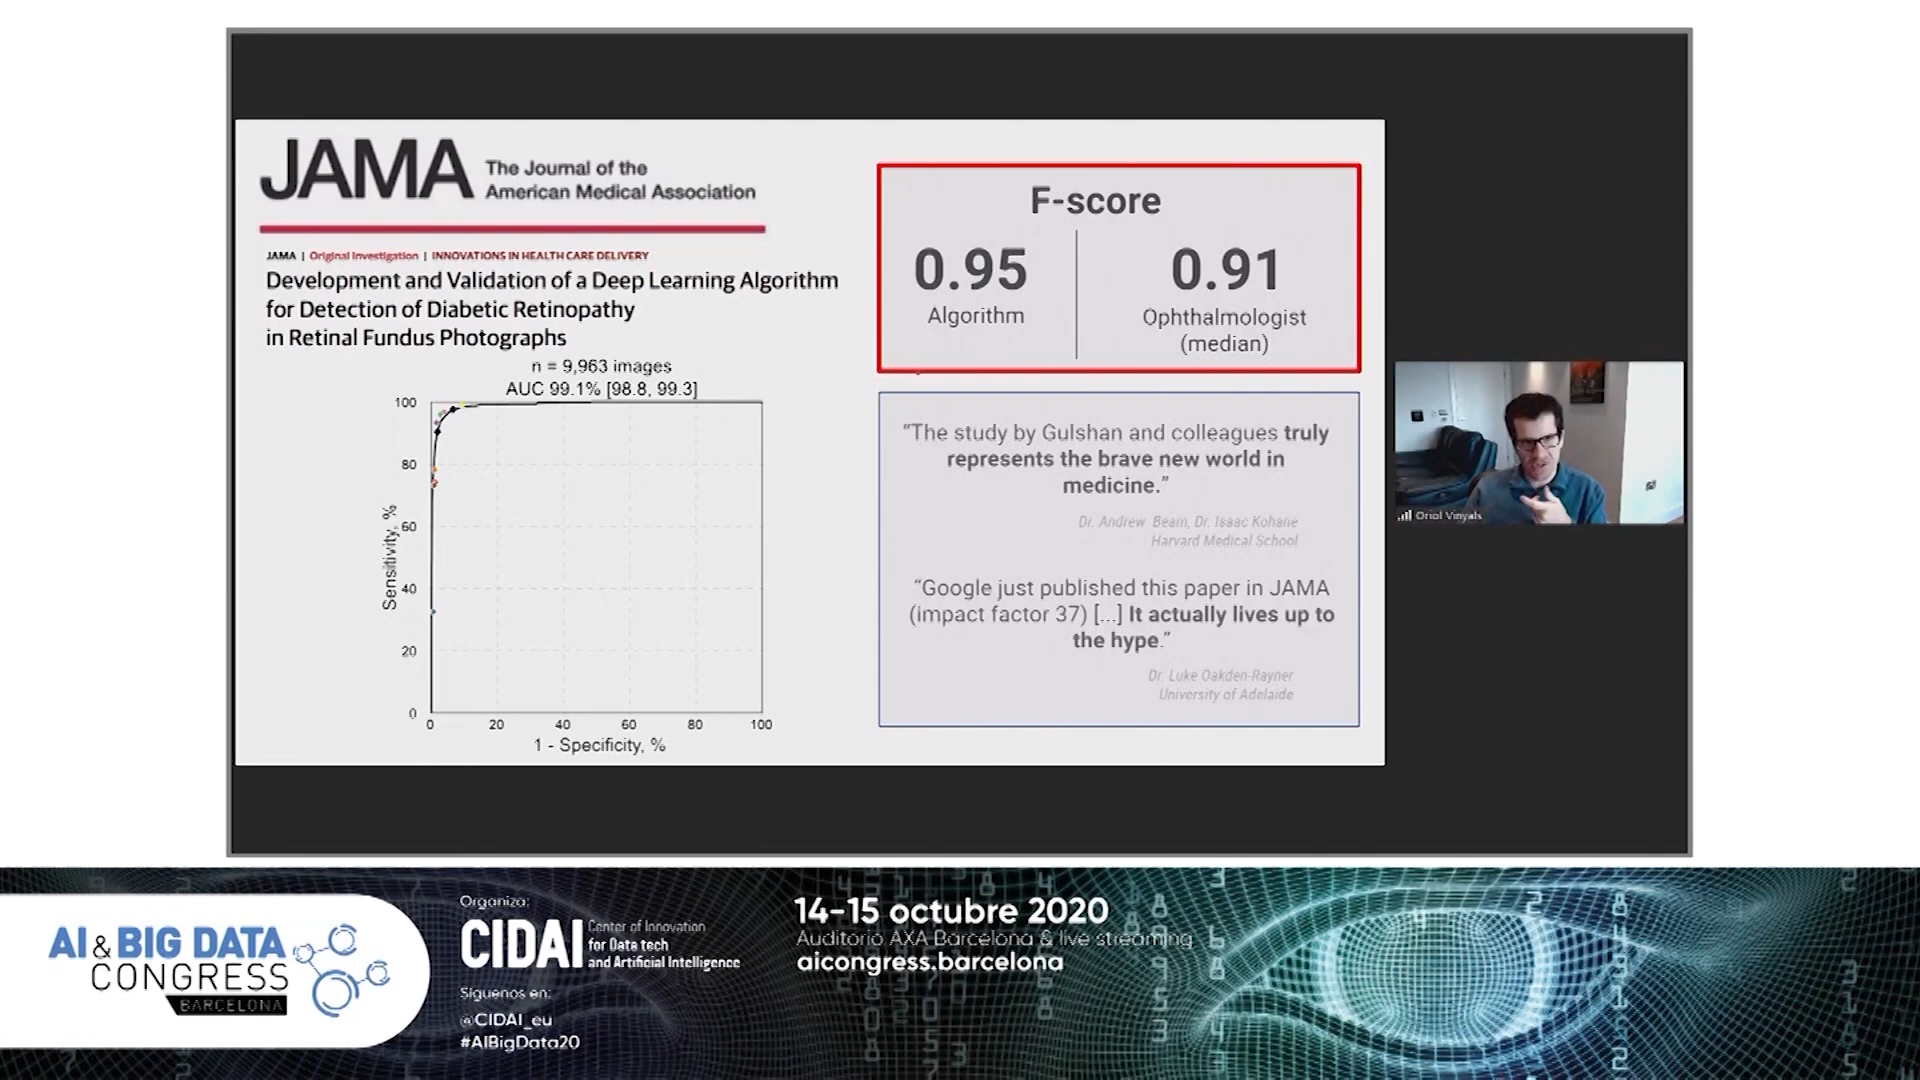 JAMA
The Journal of the
American Medical Association
JAMA | Original Investigation | INNOVATIONS IN HEALTH CARE DELIVERY
Development and Validation of a Deep Learning Algorithm
for Detection of Diabetic Retinopathy
in Retinal Fundus Photographs
n = 9,963 images
AUC 99.1% [98.8, 99.3]
100
80
60
40
20
0
Sensitivity, %
0 20 40 60 80 100
1 - Specificity, %
F-score
0.95
Algorithm
0.91
Ophthalmologist
(median)
“The study by Gulshan and colleagues truly
represents the brave new world in
medicine.”
Dr. Andrew Beam, Dr. Isaac Kohane
Harvard Medical School
“Google just published this paper in JAMA
(impact factor 37) [...] It actually lives up to
the hype.”
Dr. Luke Oakden-Rayner
University of Adelaide
Oriol Vinyals
AI & BIG DATA
CONGRESS
BARCELONA
Organiza:
CIDAI
Center of Innovation
for Data tech
and Artificial Intelligence
Síguenos en:
@CIDAI_eu
#AIBigData20
14-15 octubre 2020
Auditorio AXA Barcelona & live streaming
aicongress.barcelona